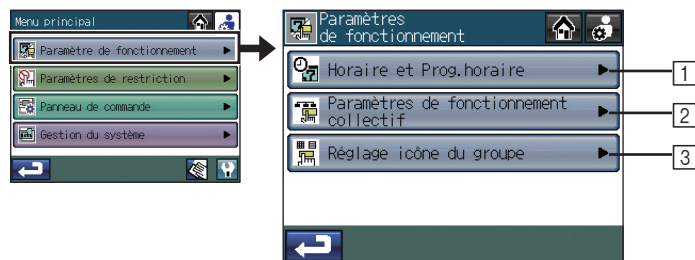 Menu principal
Paramètre de fonctionnement
Paramètres de restriction
Panneau de commande
Gestion du système
Paramètres
de fonctionnement
Horaire et Prog.horaire
Paramètres de fonctionnement
collectif
Réglage icône du groupe
1
2
3